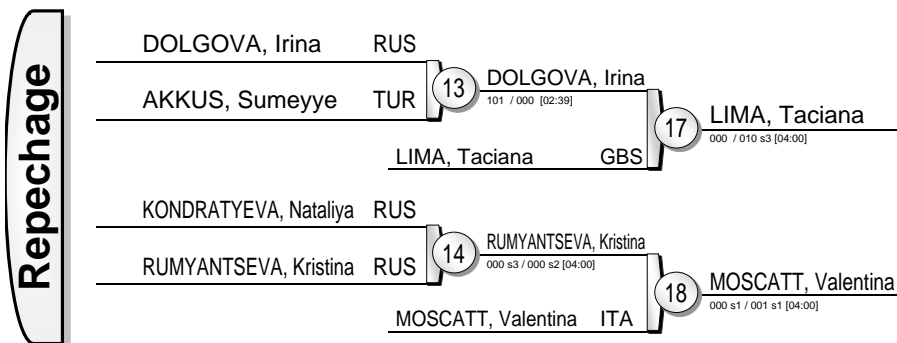 Repechage
DOLGOVA, Irina RUS
AKKUS, Sumeyye TUR
13
DOLGOVA, Irina
101 / 000 [02:39]
LIMA, Taciana GBS
17
LIMA, Taciana
000 / 010 s3 [04:00]
KONDRATYEVA, Nataliya RUS
RUMYANTSEVA, Kristina RUS
14
RUMYANTSEVA, Kristina
000 s3 / 000 s2 [04:00]
MOSCATT, Valentina ITA
18
MOSCATT, Valentina
000 s1 / 001 s1 [04:00]